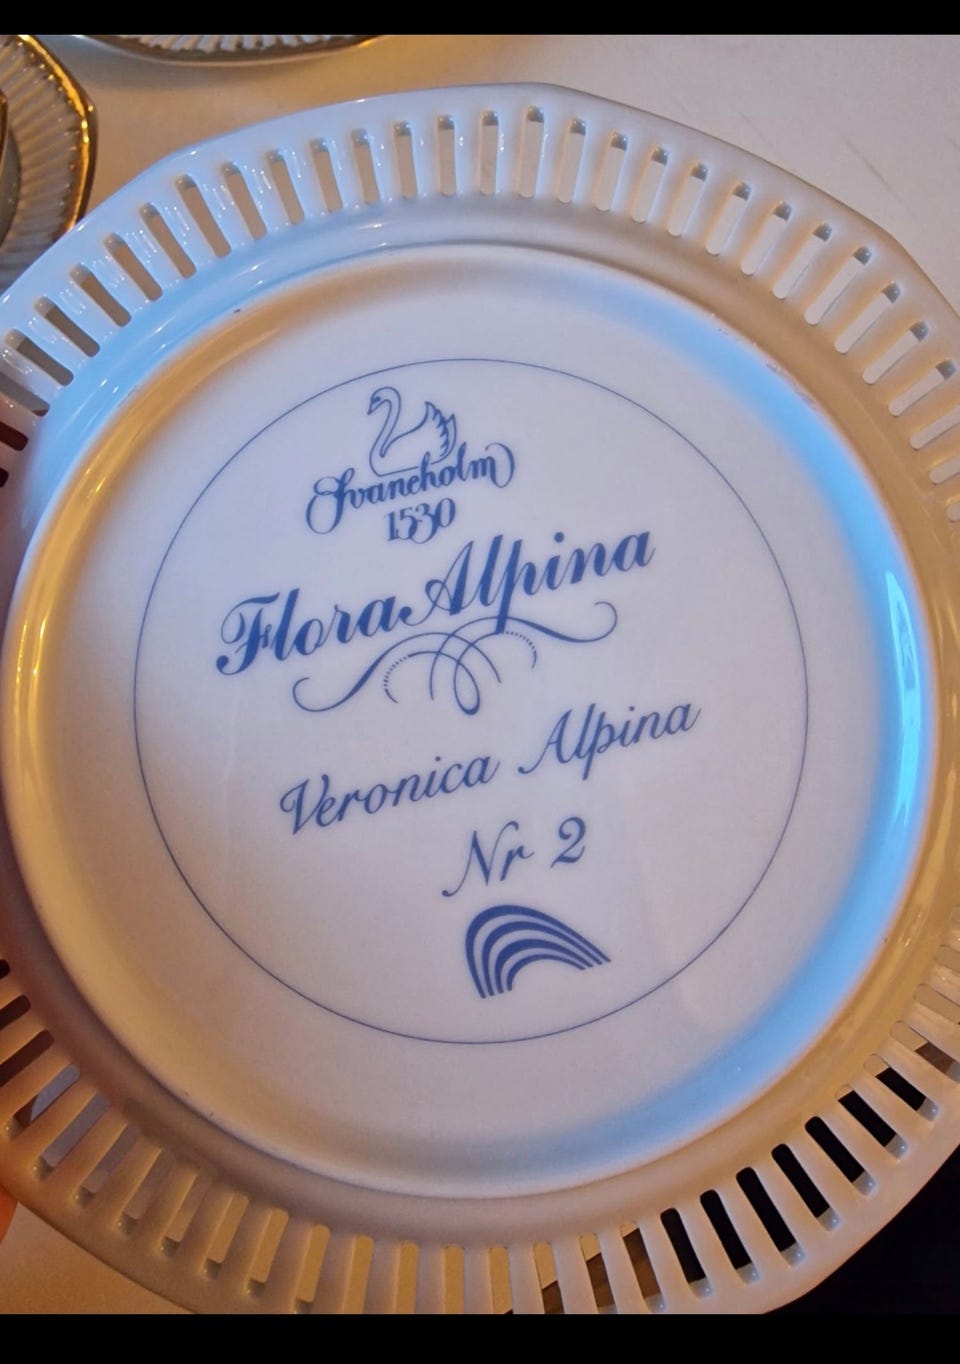 Svaneholm
1530
Flora Alpina
Veronica Alpina
Nr 2